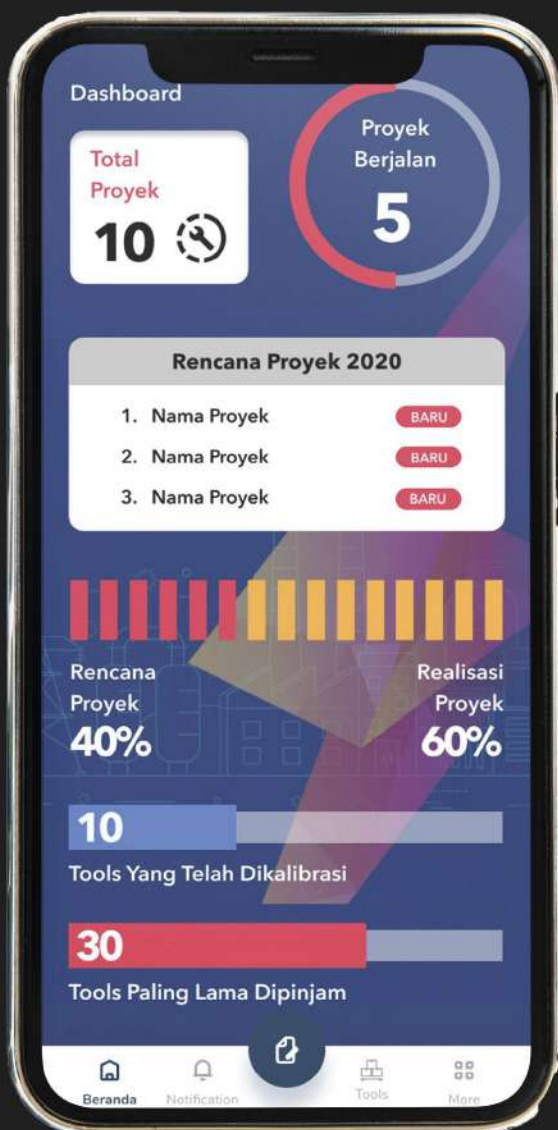 Dashboard
Total
Proyek
10
Proyek
Berjalan
5
Rencana Proyek 2020
1. Nama Proyek BARU
2. Nama Proyek BARU
3. Nama Proyek BARU
Rencana
Proyek
40%
Realisasi
Proyek
60%
10
Tools Yang Telah Dikalibrasi
30
Tools Paling Lama Dipinjam
Beranda Notification Tools More